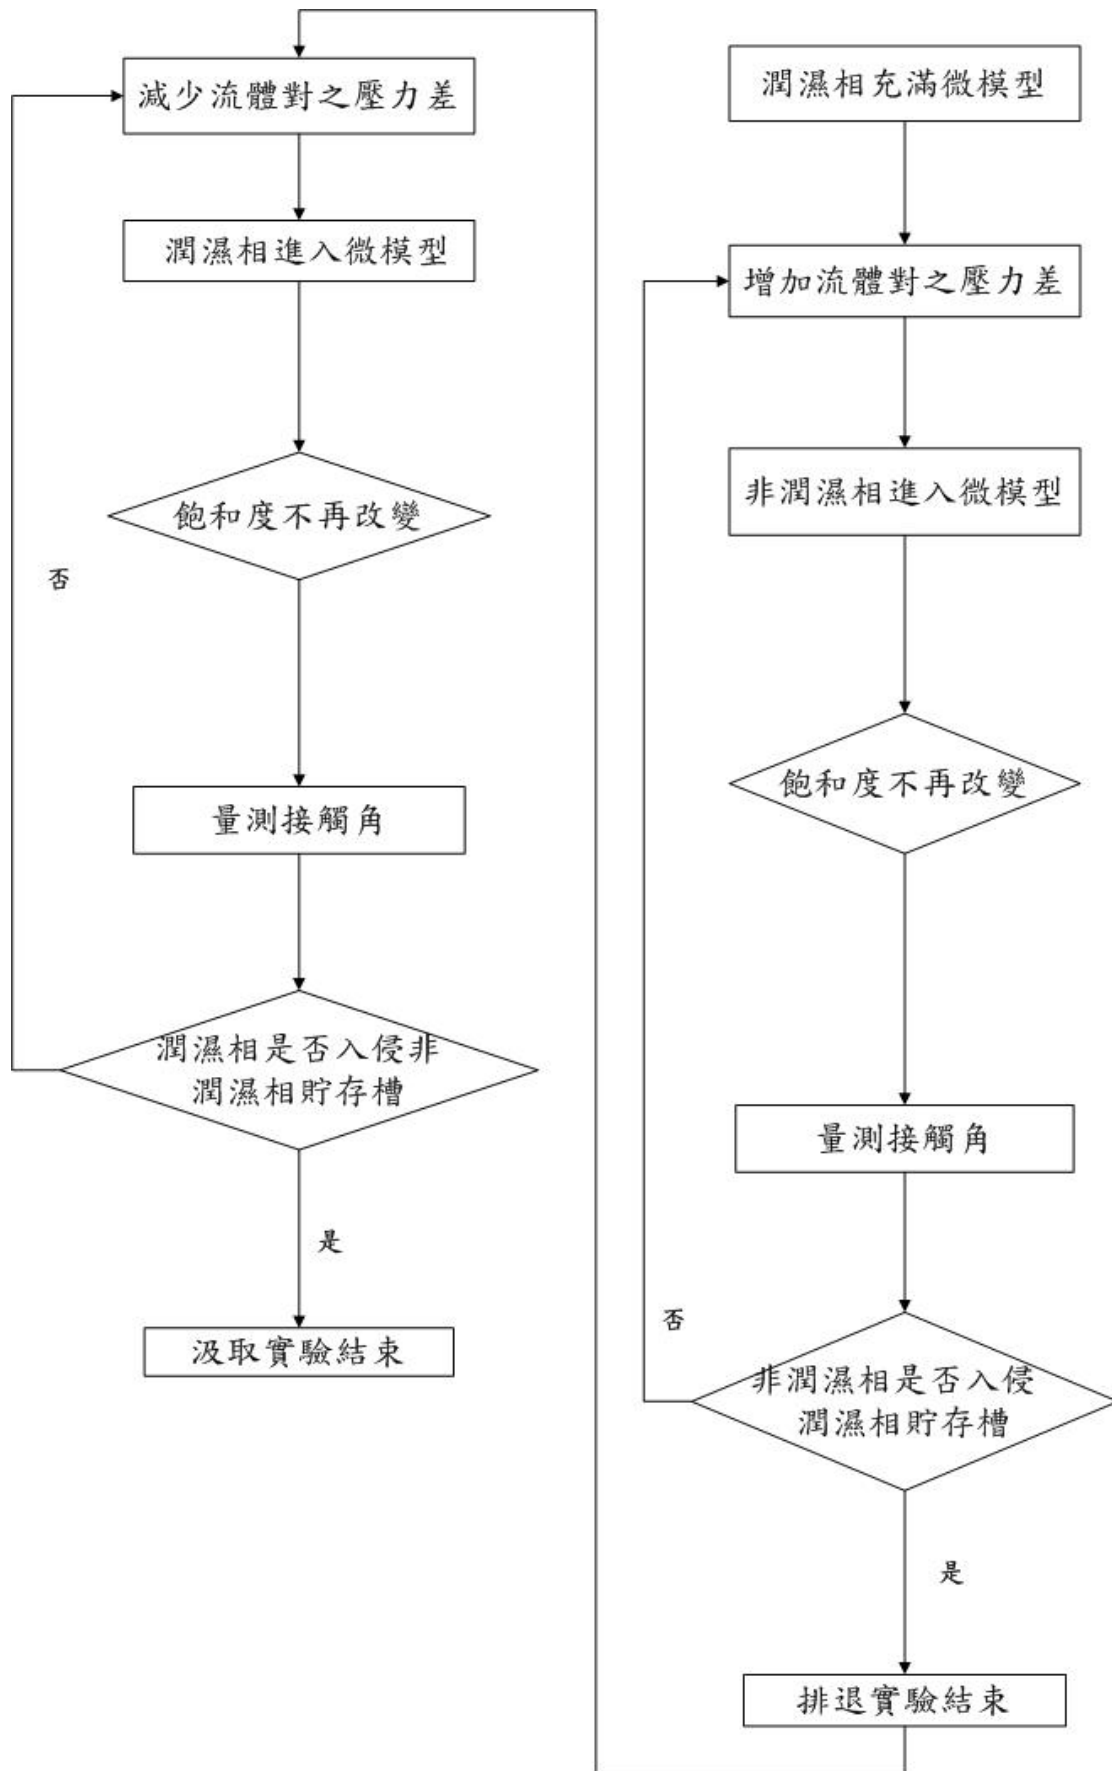 減少流體對之壓力差
潤濕相進入微模型
飽和度不再改變
否
量測接觸角
潤濕相是否入侵非
潤濕相貯存槽
是
汲取實驗結束
潤濕相充滿微模型
增加流體對之壓力差
非潤濕相進入微模型
飽和度不再改變
量測接觸角
否
非潤濕相是否入侵
潤濕相貯存槽
是
排退實驗結束